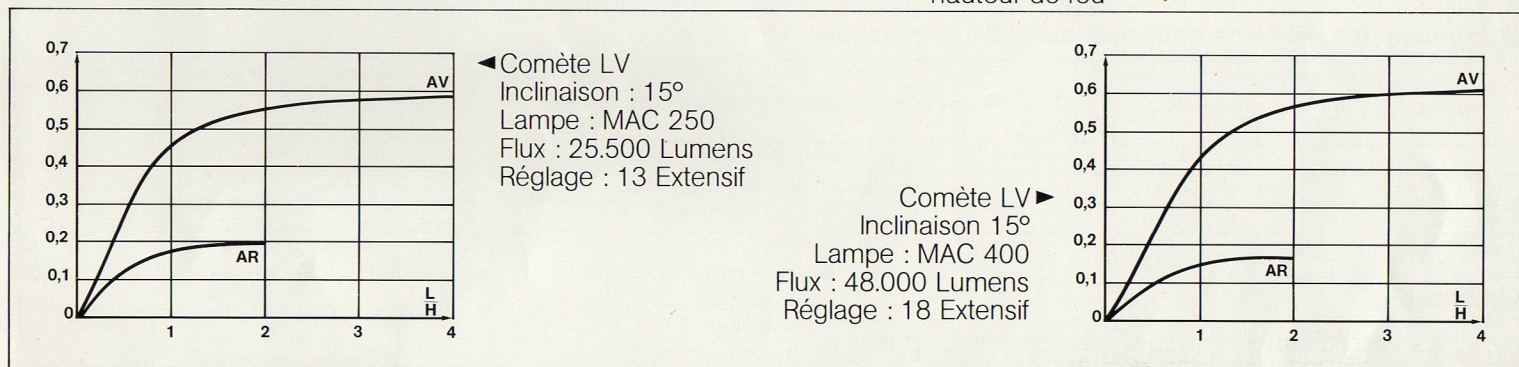 0,7
0,6
0,5
0,4
0,3
0,2
0,1
0
AV
AR
L
H
1 2 3 4
◄ Comète LV
Inclinaison : 15°
Lampe : MAC 250
Flux : 25.500 Lumens
Réglage : 13 Extensif
Comète LV ►
Inclinaison 15°
Lampe : MAC 400
Flux : 48.000 Lumens
Réglage : 18 Extensif
0,7
0,6
0,5
0,4
0,3
0,2
0,1
0
AV
AR
L
H
1 2 3 4